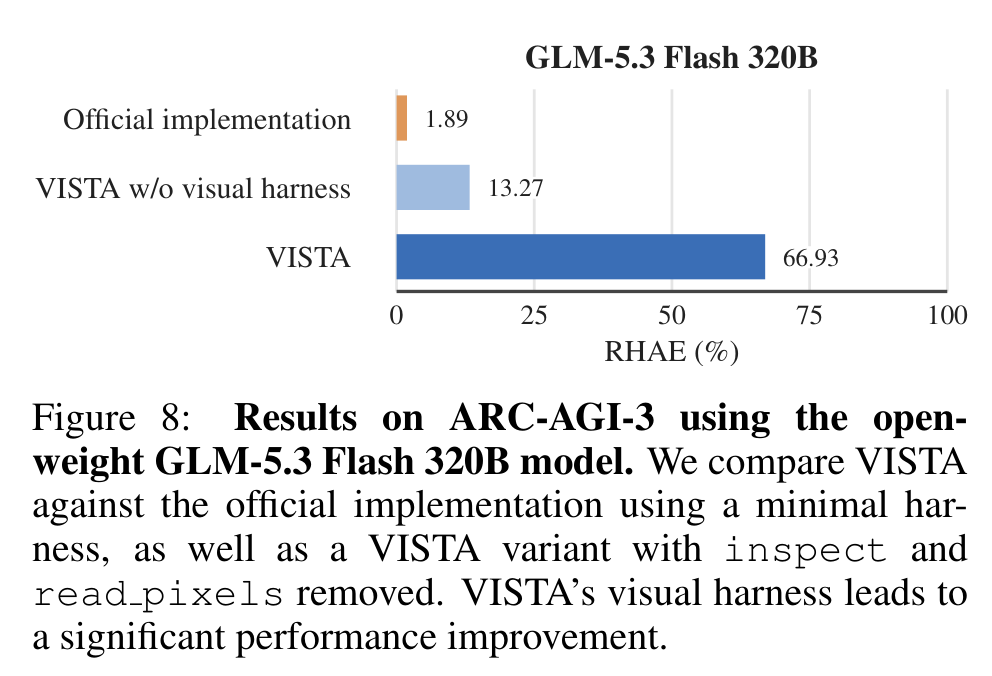 GLM-5.3 Flash 320B
Official implementation
1.89
VISTA w/o visual harness
13.27
VISTA
66.93
0 25 50 75 100
RHAE (%)
Figure 8: Results on ARC-AGI-3 using the open-
weight GLM-5.3 Flash 320B model. We compare VISTA
against the official implementation using a minimal har-
ness, as well as a VISTA variant with inspect and
read_pixels removed. VISTA's visual harness leads to
a significant performance improvement.